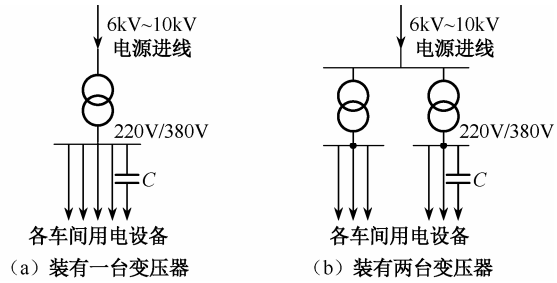 6kV~10kV
电源进线
220V/380V
C
各车间用电设备
(a)装有一台变压器
6kV~10kV
电源进线
220V/380V
C
各车间用电设备
(b)装有两台变压器